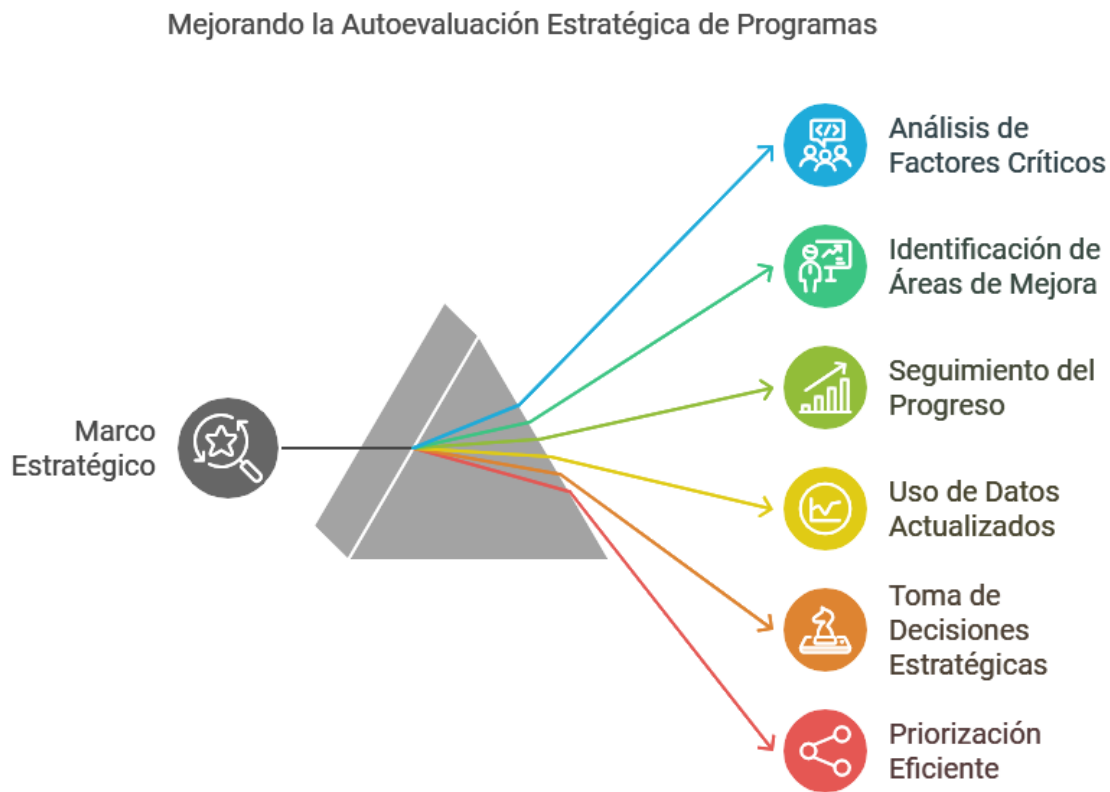 Mejorando la Autoevaluación Estratégica de Programas
Análisis de
Factores Críticos
Identificación de
Áreas de Mejora
Seguimiento del
Progreso
Marco
Estratégico
Uso de Datos
Actualizados
Toma de
Decisiones
Estratégicas
Priorización
Eficiente